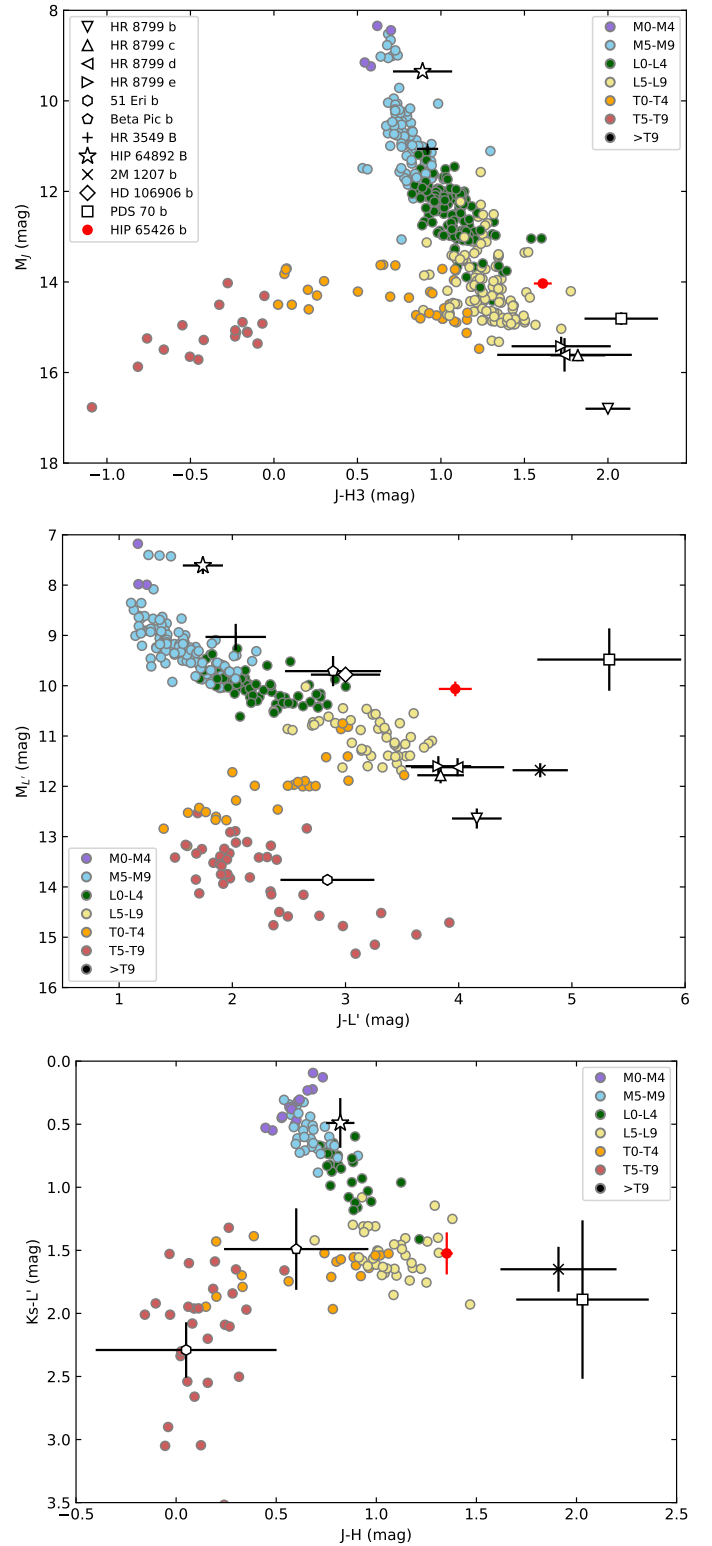 HR 8799 b
HR 8799 c
HR 8799 d
HR 8799 e
51 Eri b
Beta Pic b
HR 3549 B
HIP 64892 B
2M 1207 b
HD 106906 b
PDS 70 b
HIP 65426 b
M0-M4
M5-M9
L0-L4
L5-L9
T0-T4
T5-T9
>T9
8
10
12
14
16
18
M_J (mag)
−1.0 −0.5 0.0 0.5 1.0 1.5 2.0
J-H3 (mag)
7
8
9
10
11
12
13
14
15
16
M_L' (mag)
M0-M4
M5-M9
L0-L4
L5-L9
T0-T4
T5-T9
>T9
1 2 3 4 5 6
J-L' (mag)
0.0
0.5
1.0
1.5
2.0
2.5
3.0
3.5
Ks-L' (mag)
M0-M4
M5-M9
L0-L4
L5-L9
T0-T4
T5-T9
>T9
−0.5 0.0 0.5 1.0 1.5 2.0 2.5
J-H (mag)